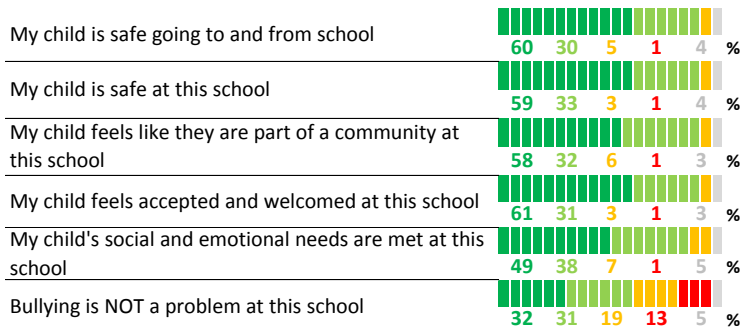 My child is safe going to and from school
60 30 5 1 4 %
My child is safe at this school
59 33 3 1 4 %
My child feels like they are part of a community at
this school
58 32 6 1 3 %
My child feels accepted and welcomed at this school
61 31 3 1 3 %
My child's social and emotional needs are met at this
school
49 38 7 1 5 %
Bullying is NOT a problem at this school
32 31 19 13 5 %